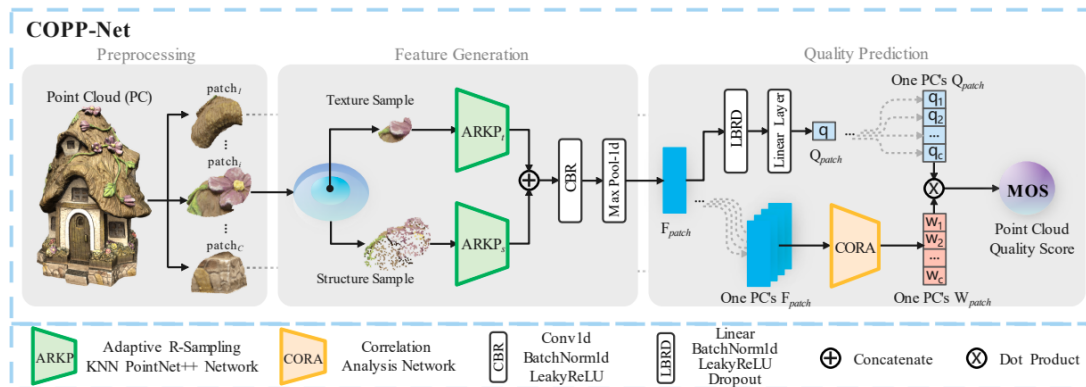 COPP-Net
Preprocessing
Feature Generation
Quality Prediction
Point Cloud (PC)
patch1
patchi
patchC
Texture Sample
Structure Sample
ARKPt
ARKPs
CBR
Max Pool-1d
Fpatch
LBRD
Linear Layer
q
Qpatch
...
One PC's Qpatch
q1
q2
...
qc
One PC's Fpatch
CORA
w1
w2
...
wc
One PC's Wpatch
MOS
Point Cloud
Quality Score
ARKP
Adaptive R-Sampling
KNN PointNet++ Network
CORA
Correlation
Analysis Network
CBR
Conv1d
BatchNorm1d
LeakyReLU
LBRD
Linear
BatchNorm1d
LeakyReLU
Dropout
Concatenate
Dot Product